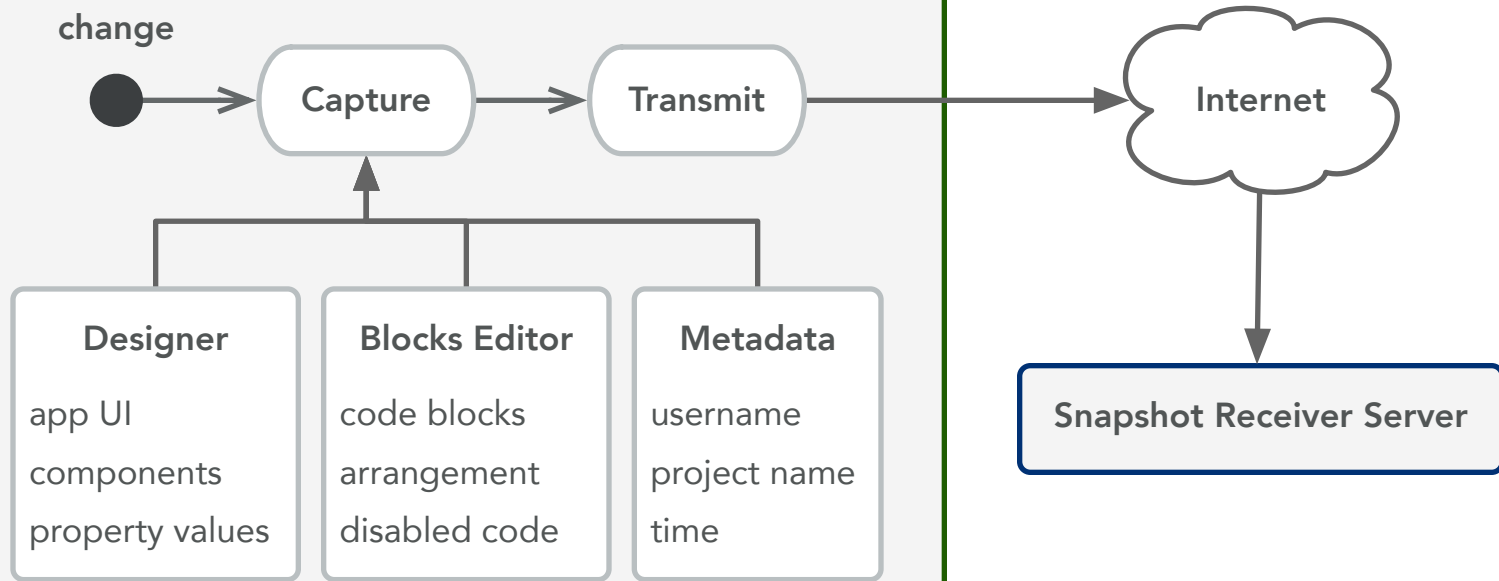 change
Capture
Transmit
Internet
Designer
app UI
components
property values
Blocks Editor
code blocks
arrangement
disabled code
Metadata
username
project name
time
Snapshot Receiver Server